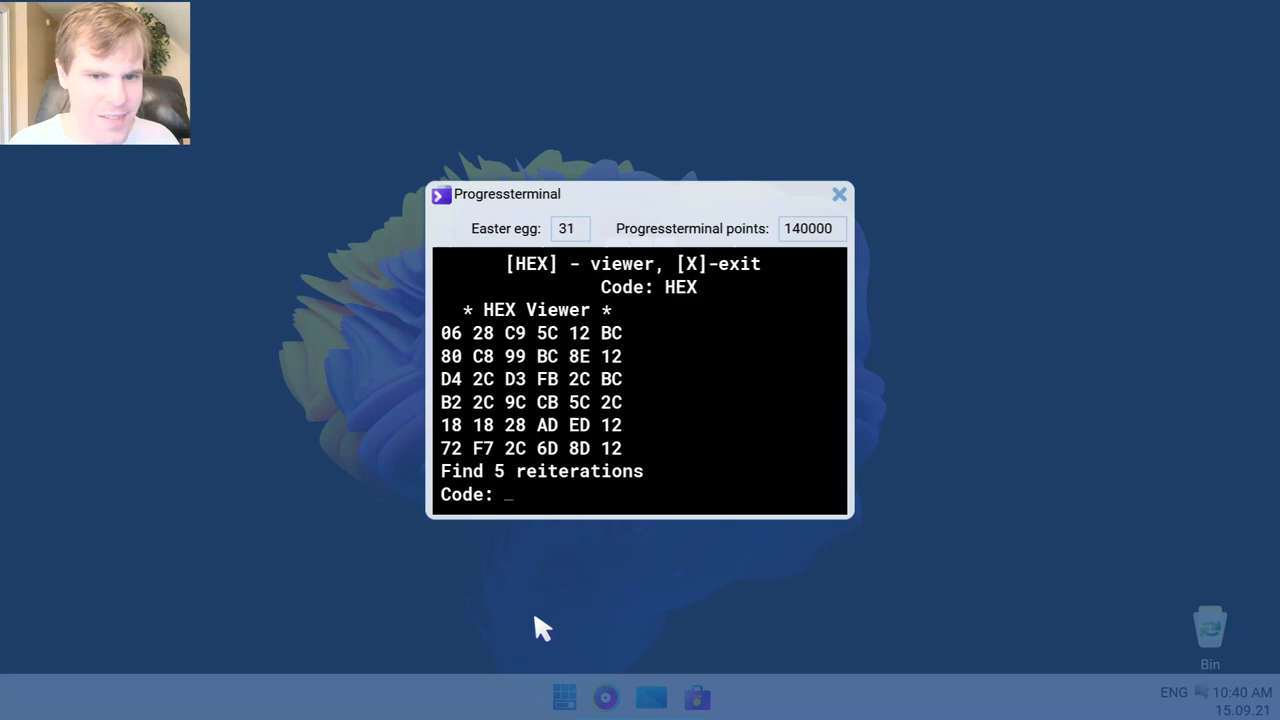 Progressterminal
Easter egg: 31 Progressterminal points: 140000
[HEX] - viewer, [X]-exit
Code: HEX
* HEX Viewer *
06 28 C9 5C 12 BC
80 C8 99 BC 8E 12
D4 2C D3 FB 2C BC
B2 2C 9C CB 5C 2C
18 18 28 AD ED 12
72 F7 2C 6D 8D 12
Find 5 reiterations
Code: _
Bin
ENG 10:40 AM
15.09.21